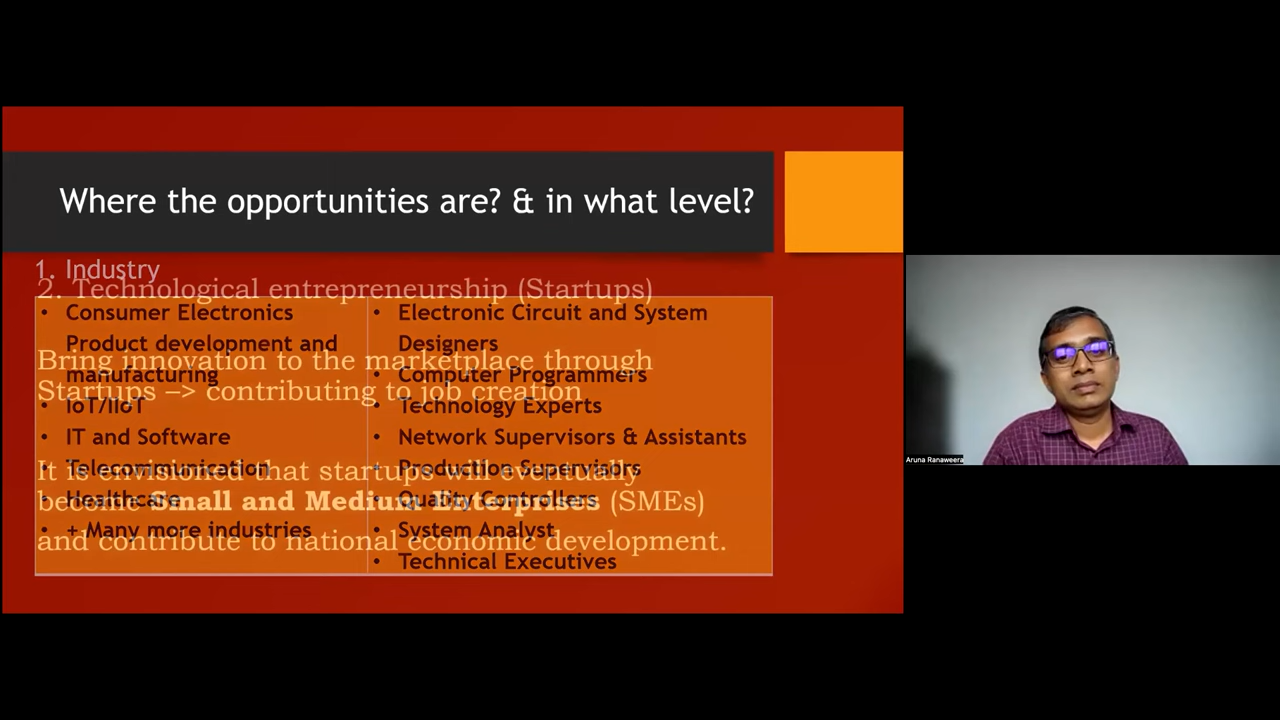 Where the opportunities are? & in what level?
1. Industry
• Consumer Electronics
Product development and
manufacturing
• IoT/IIoT
• IT and Software
• Telecommunication
• Healthcare
• + Many more industries
• Electronic Circuit and System
Designers
• Computer Programmers
• Technology Experts
• Network Supervisors & Assistants
• Production Supervisors
• Quality Controllers
• System Analyst
• Technical Executives
2. Technological entrepreneurship (Startups)
Bring innovation to the marketplace through
Startups –> contributing to job creation
It is envisioned that startups will eventually
become Small and Medium Enterprises (SMEs)
and contribute to national economic development.
Aruna Ranaweera